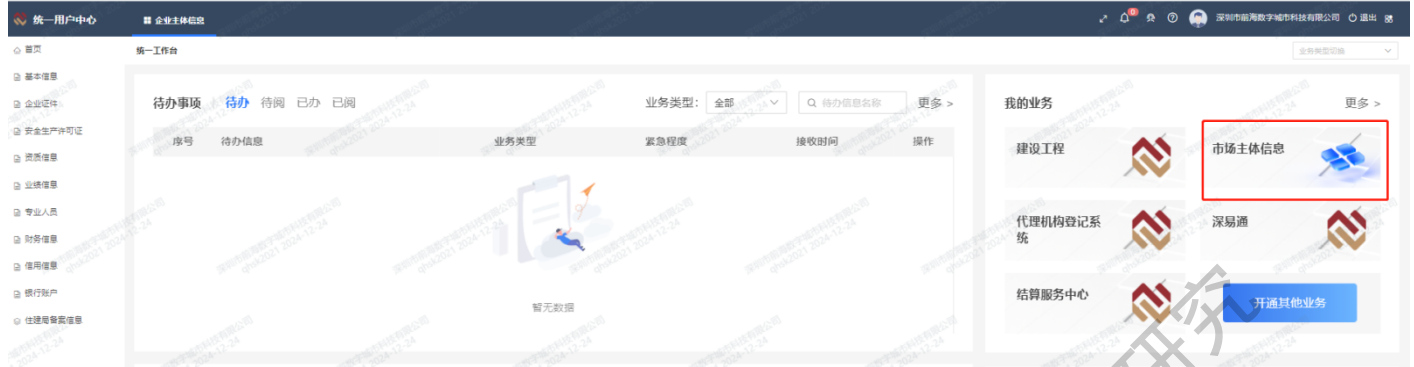 统一用户中心
企业主体信息
深圳市前海数字城市科技有限公司 退出
首页
统一工作台
业务类型切换
基本信息
企业证件
安全生产许可证
资质信息
业绩信息
专业人员
财务信息
信用信息
银行账户
住建局备案信息
待办事项 待办 待阅 已办 已阅
业务类型： 全部 待办信息名称 更多 >
序号 待办信息 业务类型 紧急程度 接收时间 操作
暂无数据
我的业务 更多 >
建设工程
市场主体信息
代理机构登记系
统
深易通
结算服务中心
开通其他业务
研究